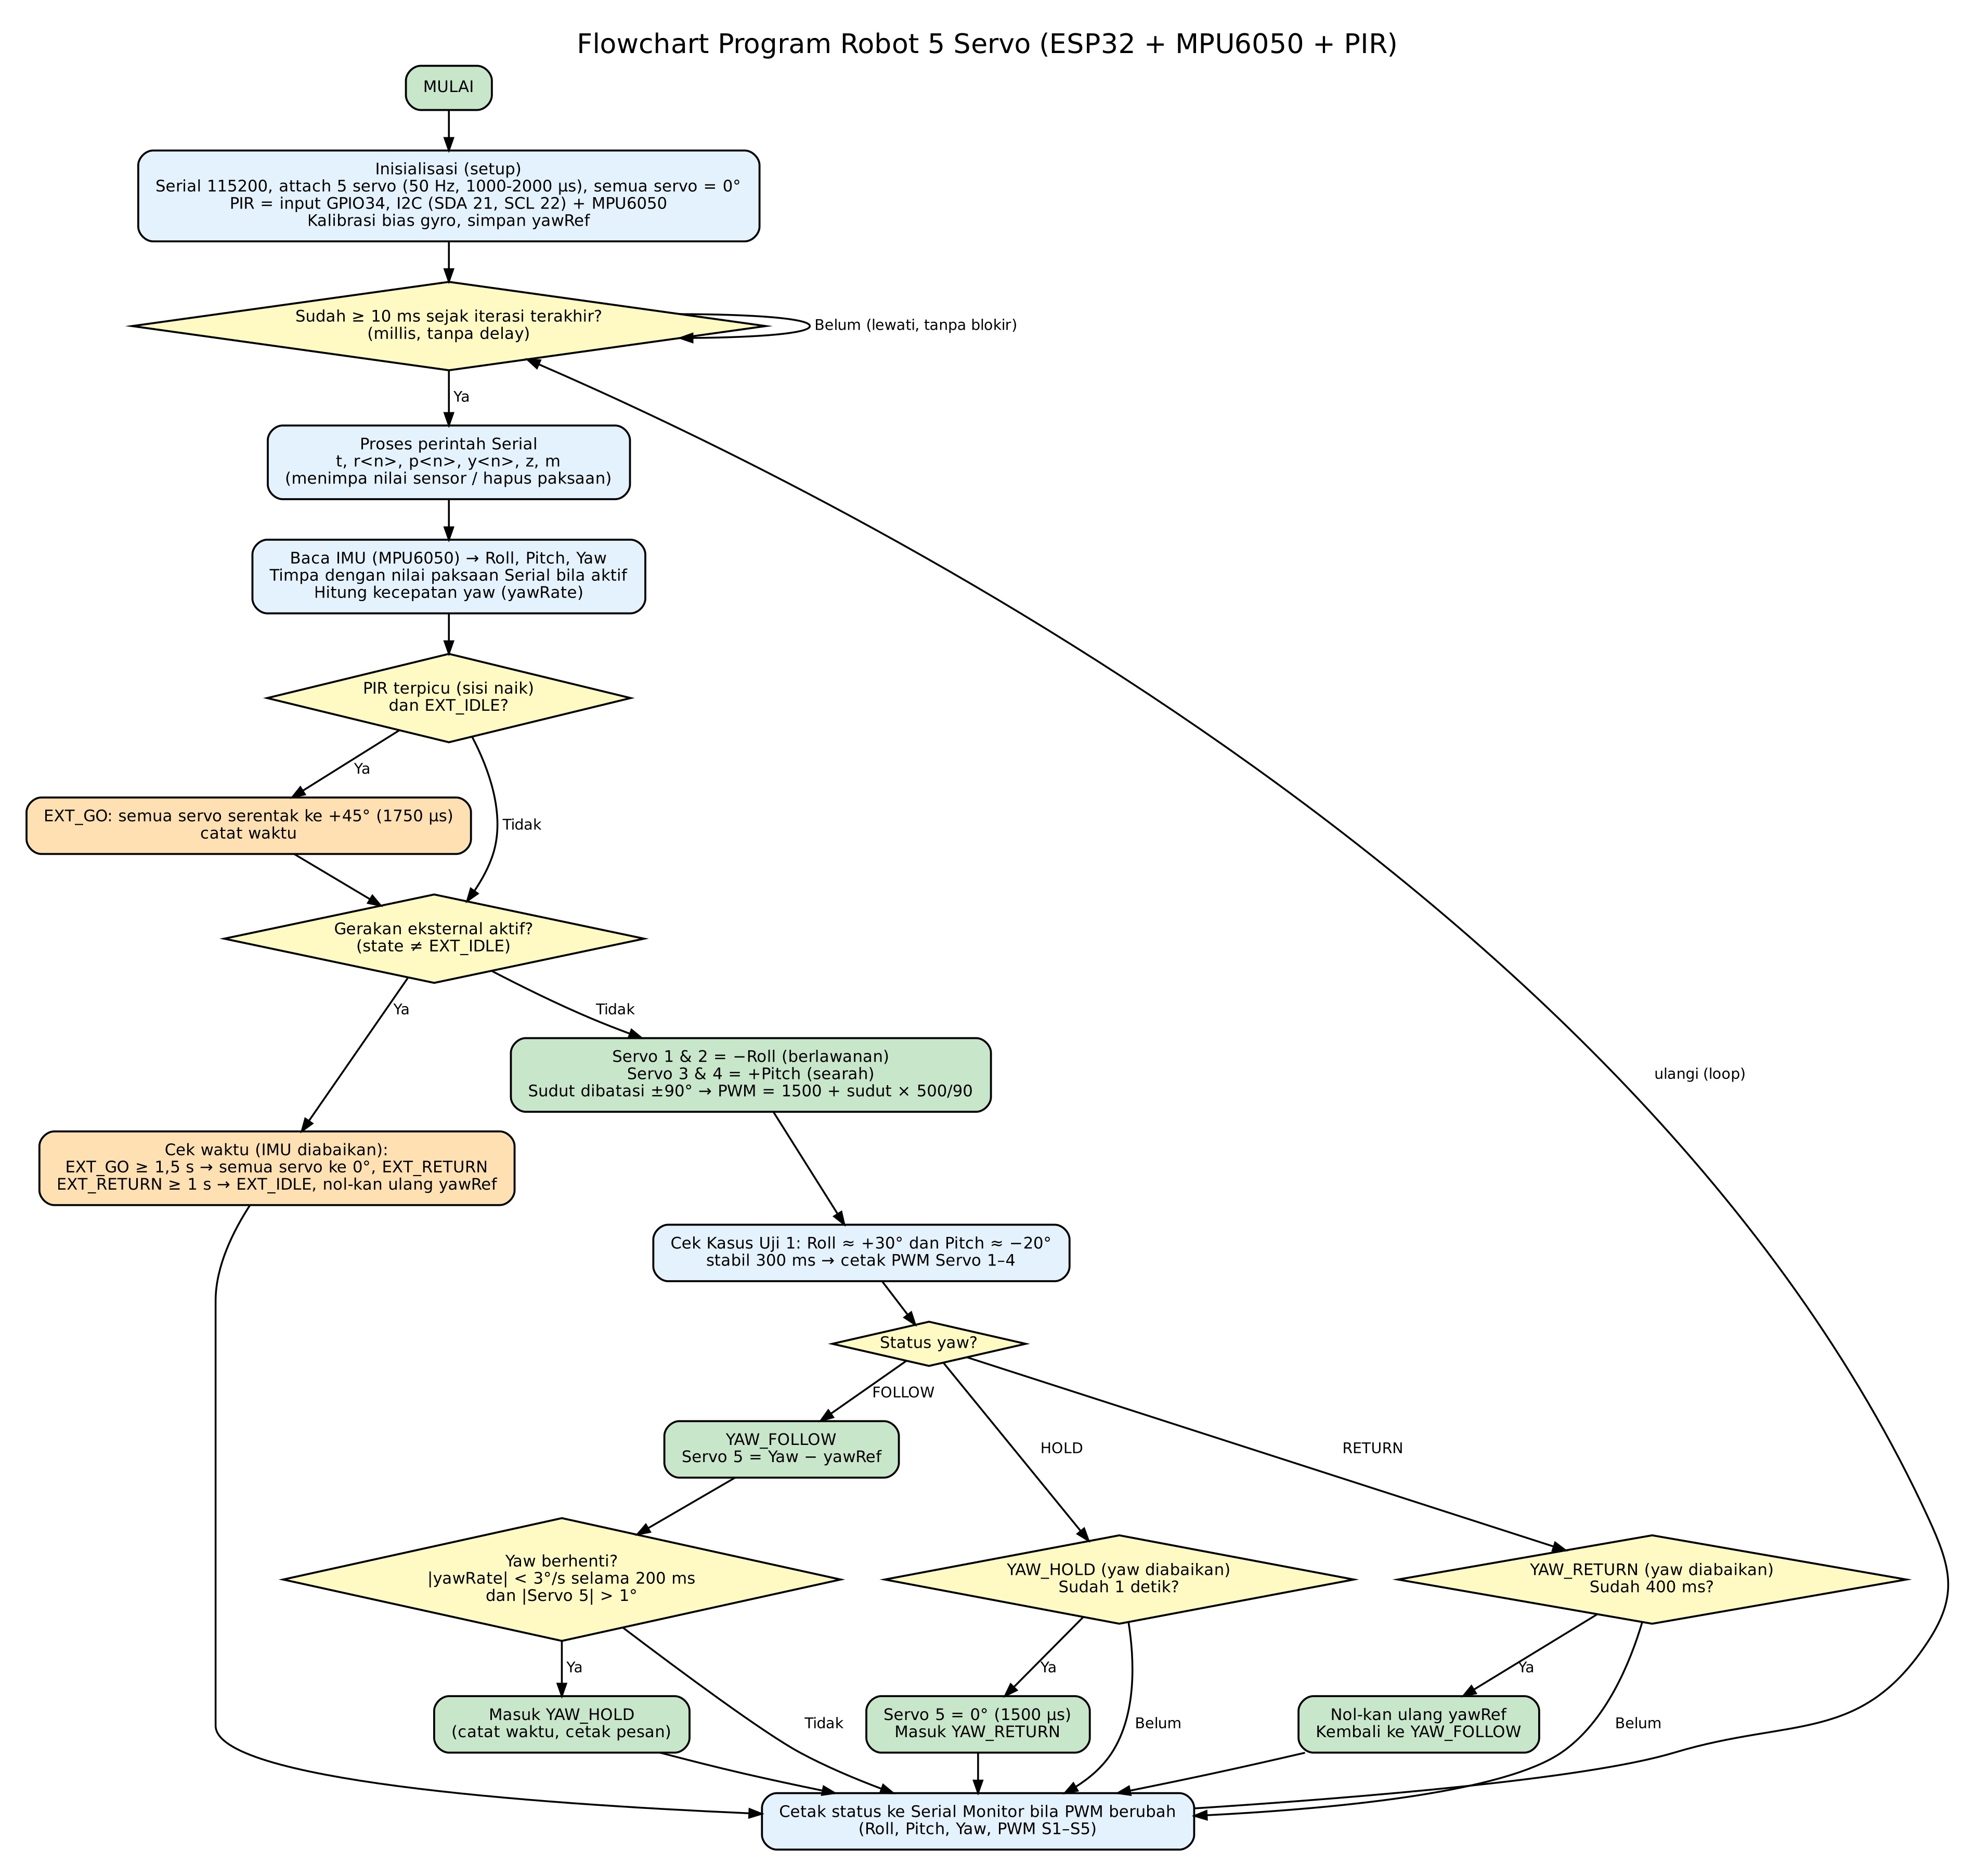 Flowchart Program Robot 5 Servo (ESP32 + MPU6050 + PIR)
MULAI
Inisialisasi (setup)
Serial 115200, attach 5 servo (50 Hz, 1000-2000 µs), semua servo = 0°
PIR = input GPIO34, I2C (SDA 21, SCL 22) + MPU6050
Kalibrasi bias gyro, simpan yawRef
Sudah ≥ 10 ms sejak iterasi terakhir?
(millis, tanpa delay)
Belum (lewati, tanpa blokir)
Ya
Proses perintah Serial
t, r<n>, p<n>, y<n>, z, m
(menimpa nilai sensor / hapus paksaan)
Baca IMU (MPU6050) → Roll, Pitch, Yaw
Timpa dengan nilai paksaan Serial bila aktif
Hitung kecepatan yaw (yawRate)
PIR terpicu (sisi naik)
dan EXT_IDLE?
Ya
EXT_GO: semua servo serentak ke +45° (1750 µs)
catat waktu
Tidak
Gerakan eksternal aktif?
(state ≠ EXT_IDLE)
Ya
Tidak
Servo 1 & 2 = −Roll (berlawanan)
Servo 3 & 4 = +Pitch (searah)
Sudut dibatasi ±90° → PWM = 1500 + sudut × 500/90
ulangi (loop)
Cek waktu (IMU diabaikan):
EXT_GO ≥ 1,5 s → semua servo ke 0°, EXT_RETURN
EXT_RETURN ≥ 1 s → EXT_IDLE, nol-kan ulang yawRef
Cek Kasus Uji 1: Roll ≈ +30° dan Pitch ≈ −20°
stabil 300 ms → cetak PWM Servo 1–4
Status yaw?
FOLLOW
HOLD
RETURN
YAW_FOLLOW
Servo 5 = Yaw − yawRef
Yaw berhenti?
|yawRate| < 3°/s selama 200 ms
dan |Servo 5| > 1°
YAW_HOLD (yaw diabaikan)
Sudah 1 detik?
YAW_RETURN (yaw diabaikan)
Sudah 400 ms?
Ya
Ya
Ya
Masuk YAW_HOLD
(catat waktu, cetak pesan)
Tidak
Servo 5 = 0° (1500 µs)
Masuk YAW_RETURN
Belum
Nol-kan ulang yawRef
Kembali ke YAW_FOLLOW
Belum
Cetak status ke Serial Monitor bila PWM berubah
(Roll, Pitch, Yaw, PWM S1–S5)